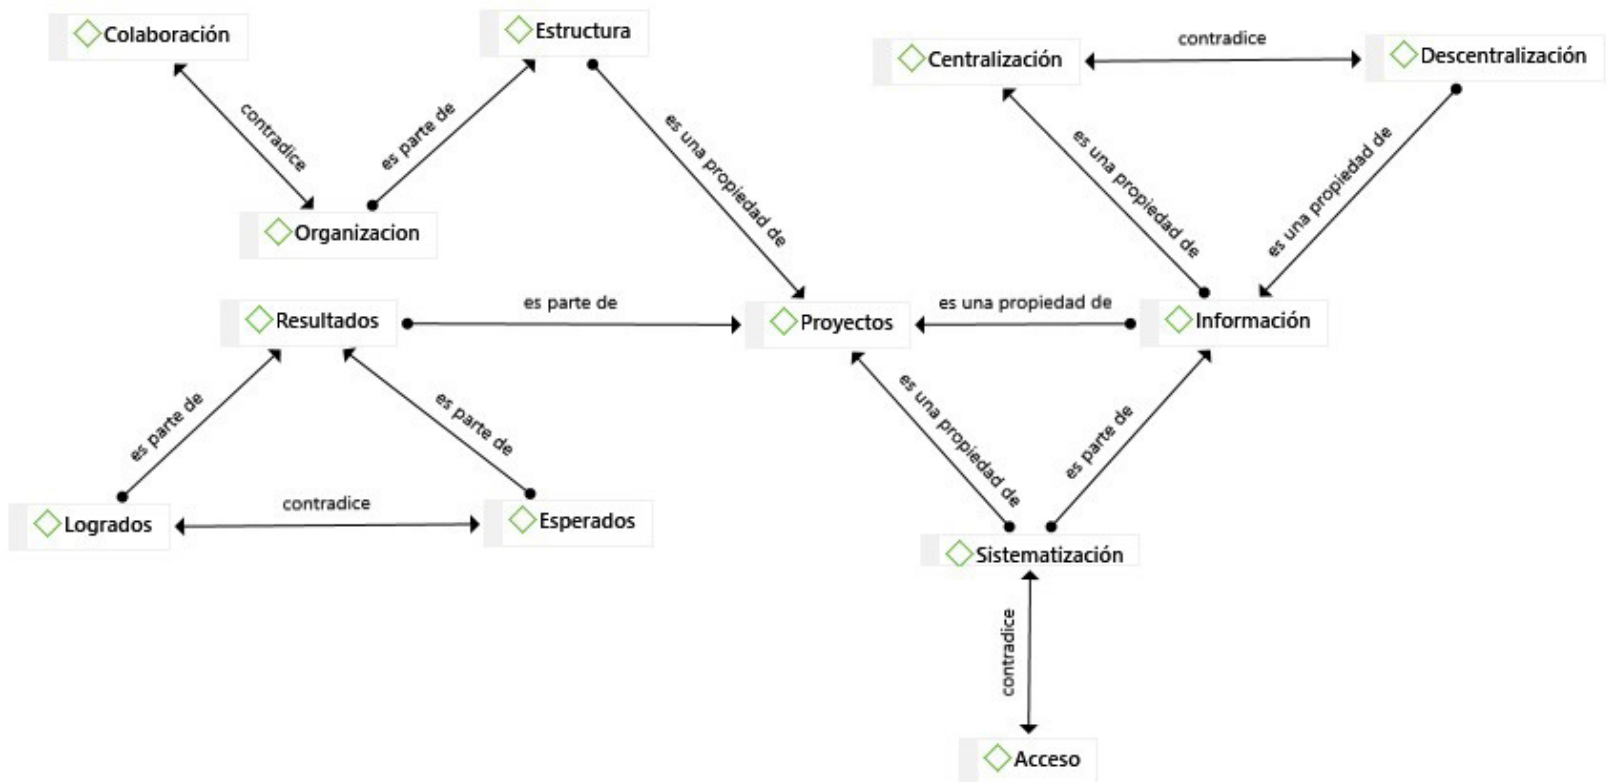 Colaboración
Estructura
Centralización
contradice
Descentralización
contradice
es parte de
es una propiedad de
es una propiedad de
es una propiedad de
Organizacion
Resultados
es parte de
Proyectos
es una propiedad de
Información
es parte de
es parte de
es una propiedad de
es parte de
Logrados
contradice
Esperados
Sistematización
contradice
Acceso